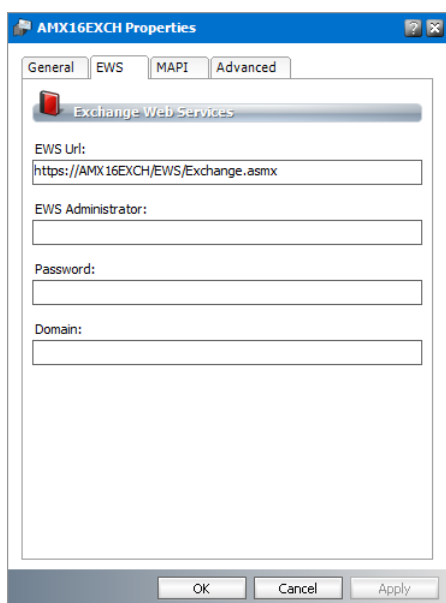 AMX16EXCH Properties
General EWS MAPI Advanced
Exchange Web Services
EWS Url:
https://AMX16EXCH/EWS/Exchange.asmx
EWS Administrator:
Password:
Domain:
OK Cancel Apply